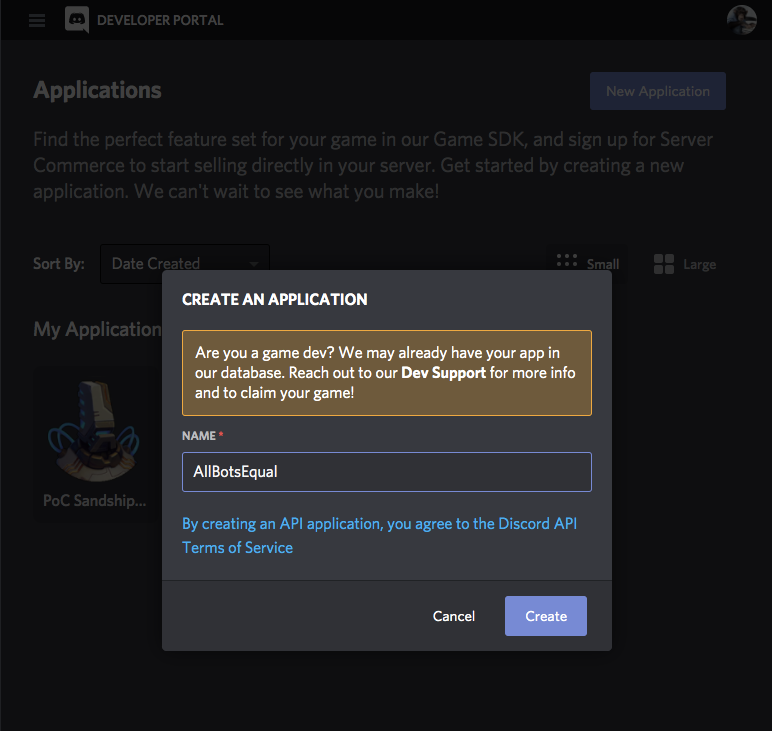 DEVELOPER PORTAL
Applications
New Application
Find the perfect feature set for your game in our Game SDK, and sign up for Server
Commerce to start selling directly in your server. Get started by creating a new
application. We can't wait to see what you make!
Sort By:
Date Created
Small
Large
My Application
PoC Sandship...
CREATE AN APPLICATION
Are you a game dev? We may already have your app in
our database. Reach out to our Dev Support for more info
and to claim your game!
NAME *
AllBotsEqual
By creating an API application, you agree to the Discord API
Terms of Service
Cancel
Create